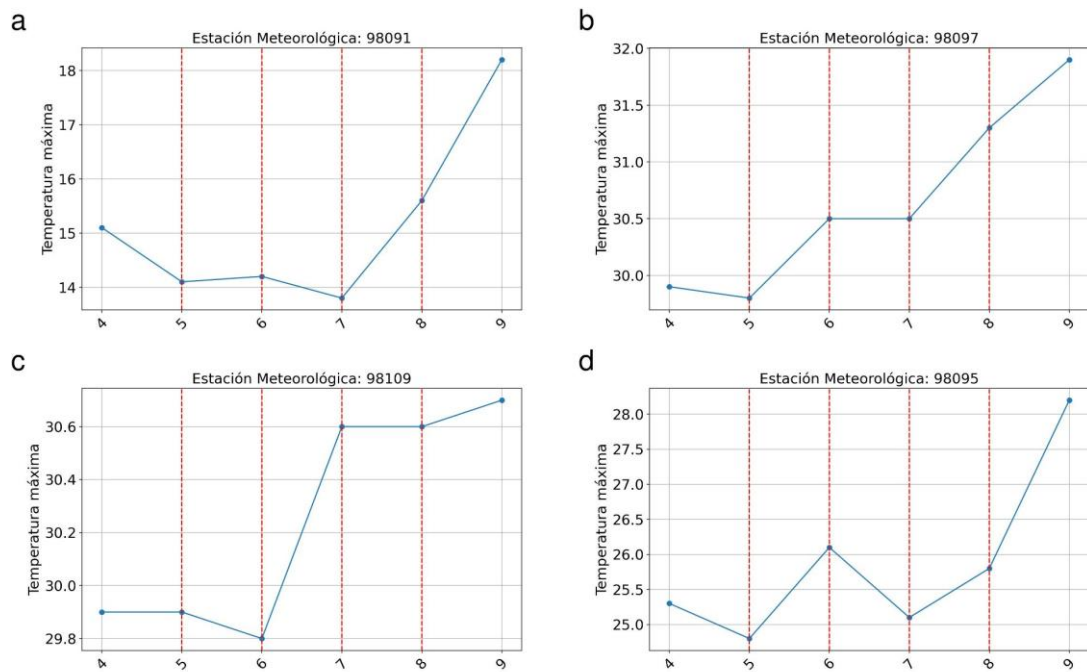 a
Estación Meteorológica: 98091
Temperatura máxima
18
17
16
15
14
4 5 6 7 8 9
b
Estación Meteorológica: 98097
Temperatura máxima
32.0
31.5
31.0
30.5
30.0
4 5 6 7 8 9
c
Estación Meteorológica: 98109
Temperatura máxima
30.6
30.4
30.2
30.0
29.8
4 5 6 7 8 9
d
Estación Meteorológica: 98095
Temperatura máxima
28.0
27.5
27.0
26.5
26.0
25.5
25.0
4 5 6 7 8 9